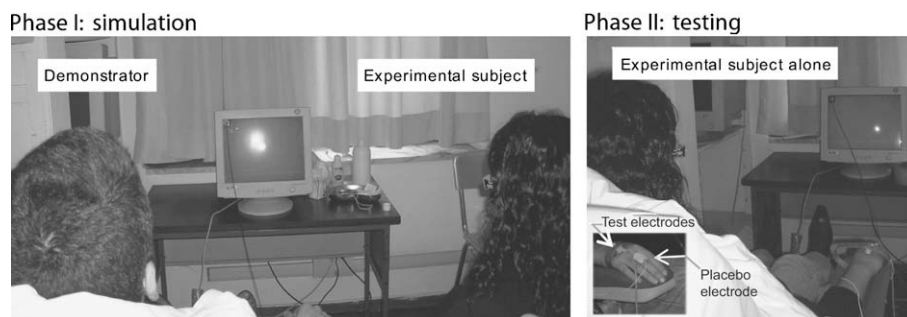 Phase I: simulation
Demonstrator
Experimental subject
Phase II: testing
Experimental subject alone
Test electrodes
Placebo
electrode